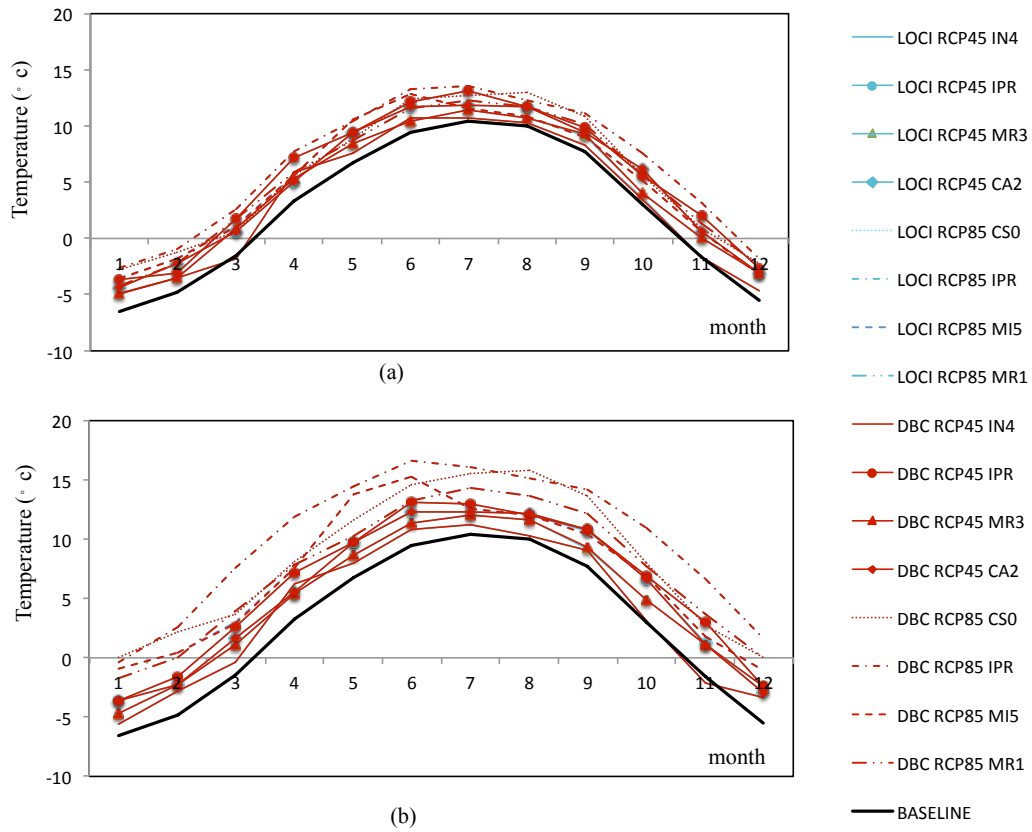 20
15
10
5
0
-5
-10
Temperature (° c)
1 2 3 4 5 6 7 8 9 10 11 12
month
(a)
20
15
10
5
0
-5
-10
Temperature (° c)
1 2 3 4 5 6 7 8 9 10 11 12
month
(b)
LOCI RCP45 IN4
LOCI RCP45 IPR
LOCI RCP45 MR3
LOCI RCP45 CA2
LOCI RCP85 CS0
LOCI RCP85 IPR
LOCI RCP85 MI5
LOCI RCP85 MR1
DBC RCP45 IN4
DBC RCP45 IPR
DBC RCP45 MR3
DBC RCP45 CA2
DBC RCP85 CS0
DBC RCP85 IPR
DBC RCP85 MI5
DBC RCP85 MR1
BASELINE